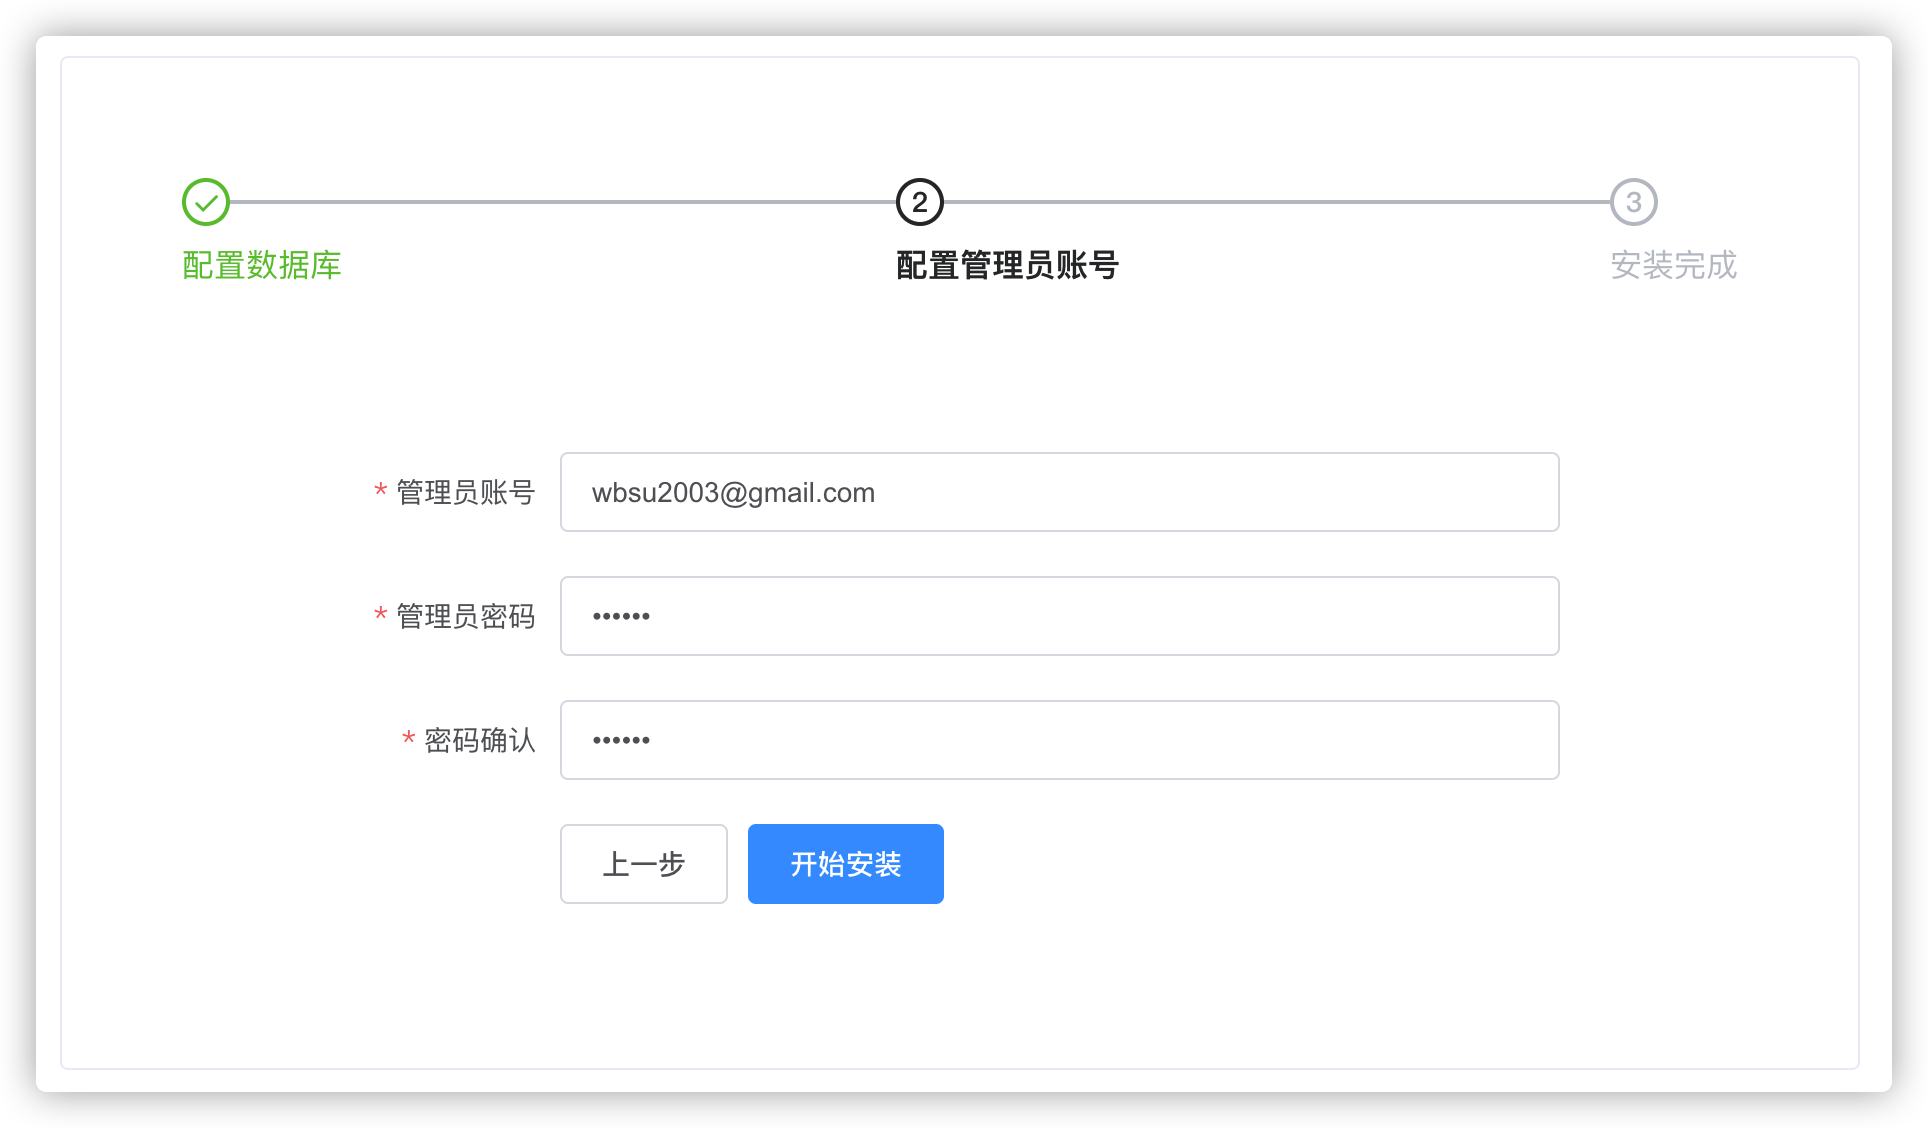 2
3
配置数据库
配置管理员账号
安装完成
* 管理员账号
wbsu2003@gmail.com
* 管理员密码
••••••
* 密码确认
••••••
上一步
开始安装